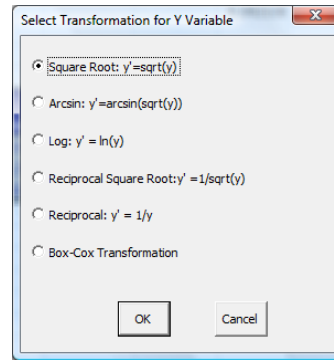 Select Transformation for Y Variable
Square Root: y'=sqrt(y)
Arcsin: y'=arcsin(sqrt(y))
Log: y' = ln(y)
Reciprocal Square Root:y' =1/sqrt(y)
Reciprocal: y' = 1/y
Box-Cox Transformation
OK Cancel